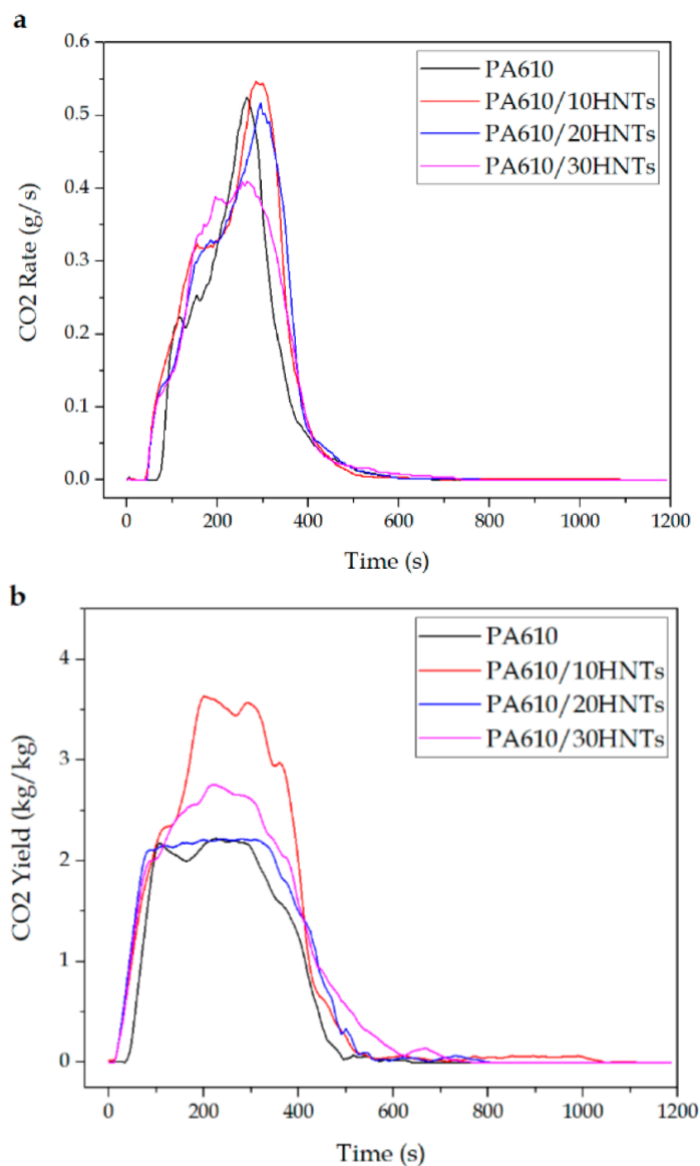 a
0.6
0.5
0.4
0.3
0.2
0.1
0.0
CO2 Rate (g/s)
PA610
PA610/10HNTs
PA610/20HNTs
PA610/30HNTs
0 200 400 600 800 1000 1200
Time (s)
b
4
3
2
1
0
CO2 Yield (kg/kg)
PA610
PA610/10HNTs
PA610/20HNTs
PA610/30HNTs
0 200 400 600 800 1000 1200
Time (s)